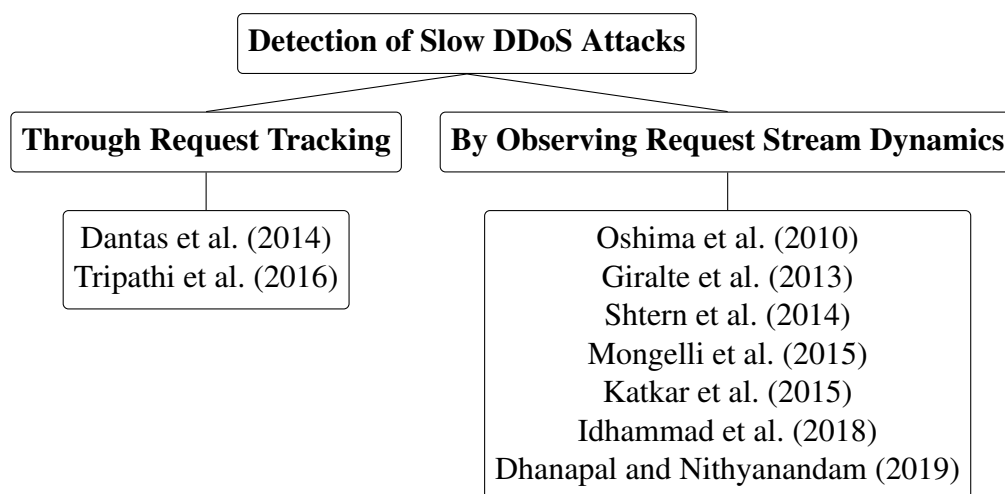 Detection of Slow DDoS Attacks
Through Request Tracking
By Observing Request Stream Dynamics
Dantas et al. (2014)
Tripathi et al. (2016)
Oshima et al. (2010)
Giralte et al. (2013)
Shtern et al. (2014)
Mongelli et al. (2015)
Katkar et al. (2015)
Idhammad et al. (2018)
Dhanapal and Nithyanandam (2019)